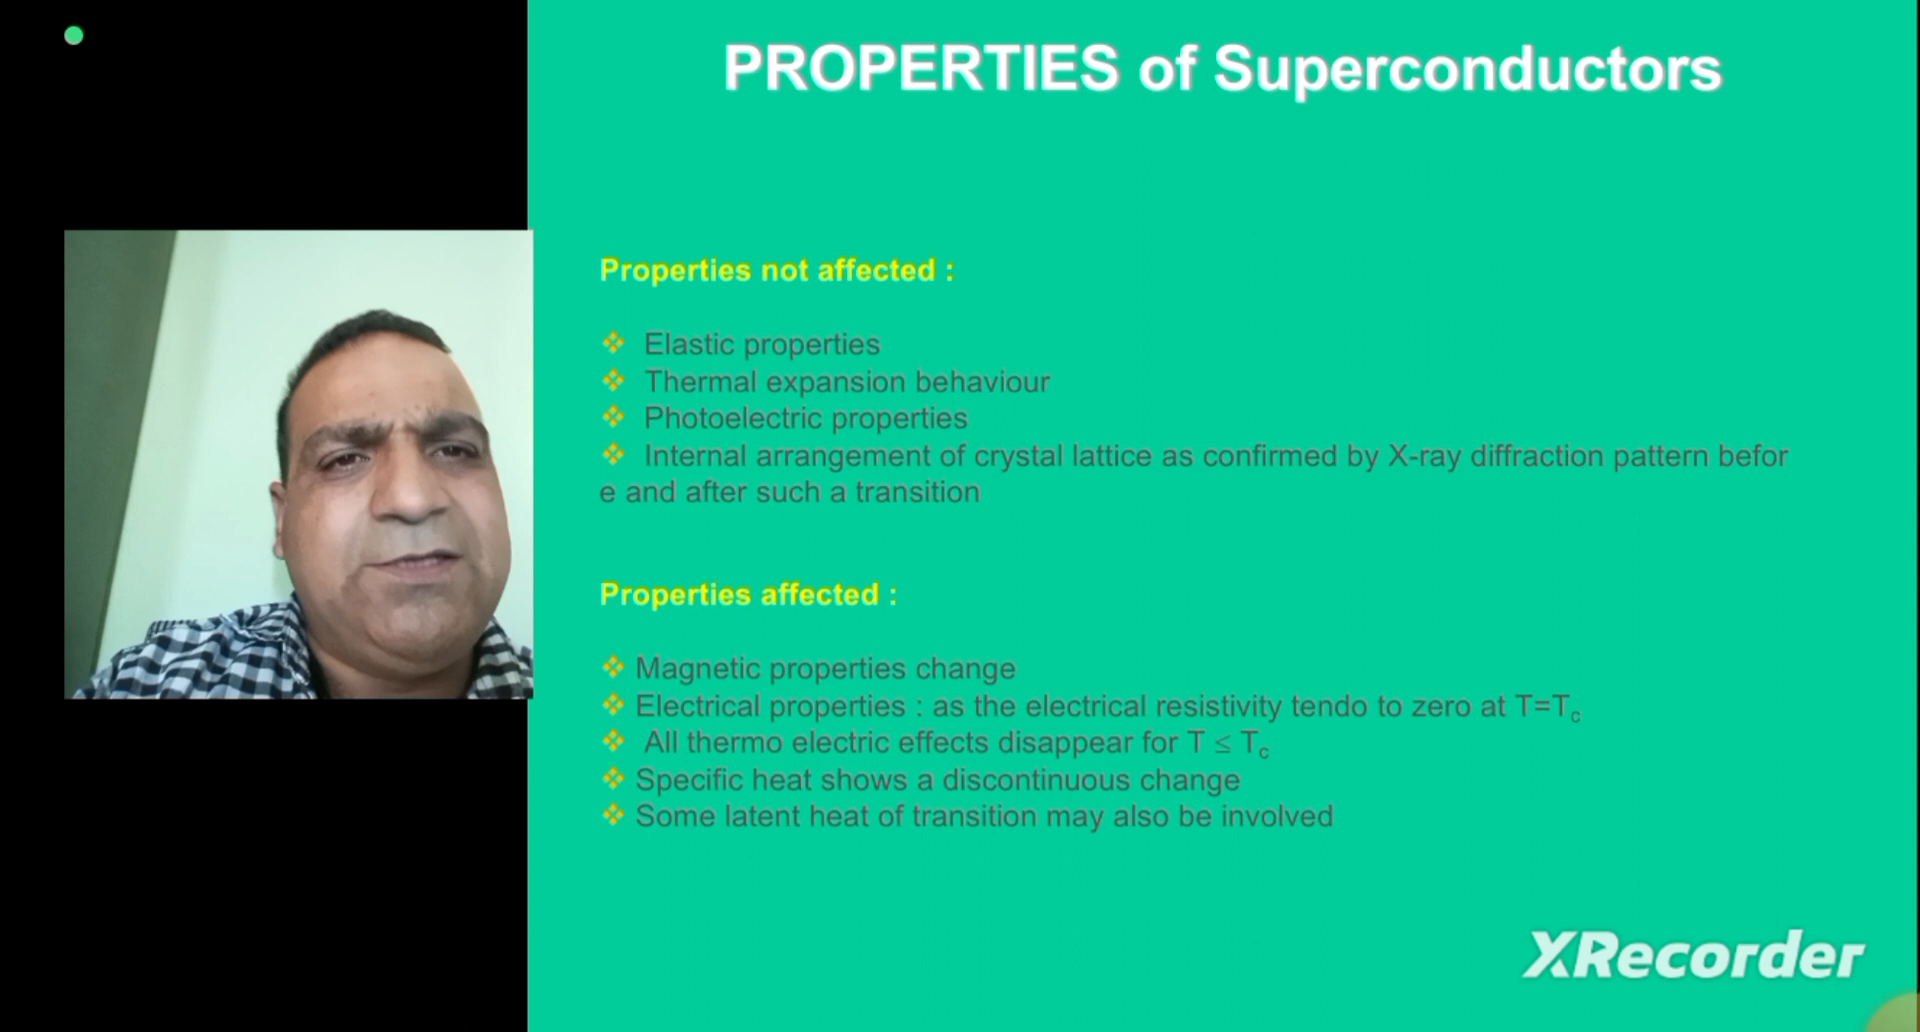 PROPERTIES of Superconductors
Properties not affected :
❖ Elastic properties
❖ Thermal expansion behaviour
❖ Photoelectric properties
❖ Internal arrangement of crystal lattice as confirmed by X-ray diffraction pattern befor
e and after such a transition
Properties affected :
❖ Magnetic properties change
❖ Electrical properties : as the electrical resistivity tendo to zero at T=Tc
❖ All thermo electric effects disappear for T ≤ Tc
❖ Specific heat shows a discontinuous change
❖ Some latent heat of transition may also be involved
XRecorder